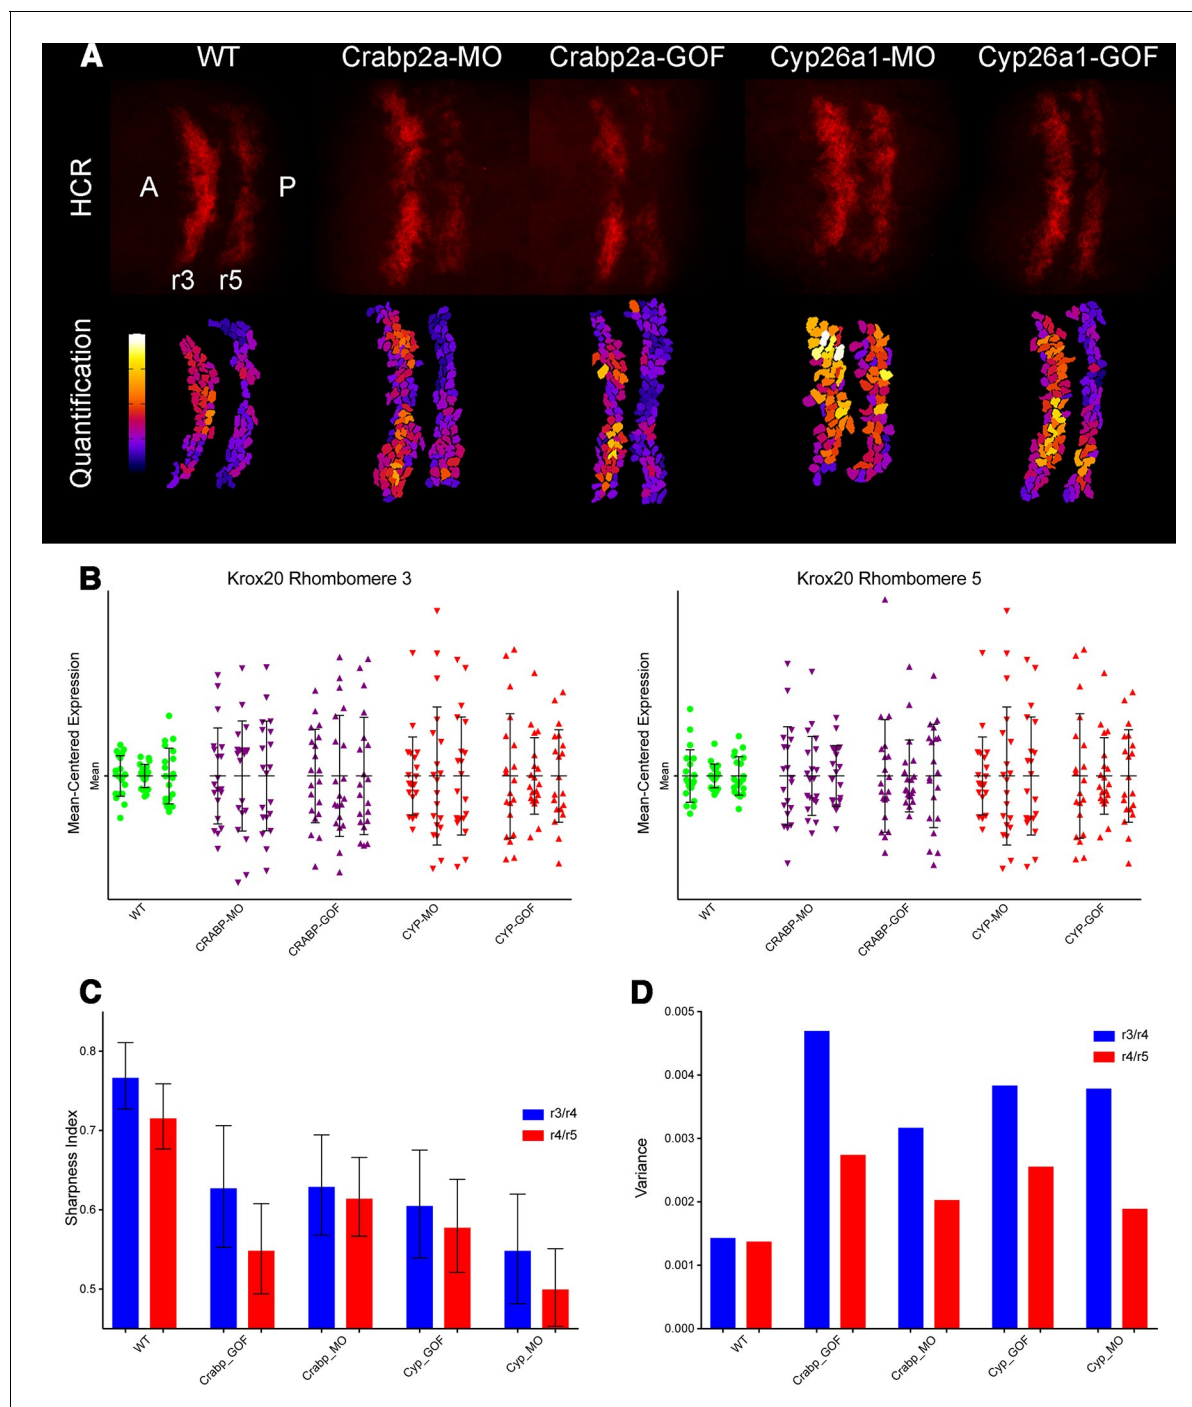 A
WT
Crabp2a-MO
Crabp2a-GOF
Cyp26a1-MO
Cyp26a1-GOF
HCR
A
P
r3
r5
Quantification
B
Krox20 Rhombomere 3
Mean-Centered Expression
Mean
WT
CRABP-MO
CRABP-GOF
CYP-MO
CYP-GOF
Krox20 Rhombomere 5
Mean-Centered Expression
Mean
WT
CRABP-MO
CRABP-GOF
CYP-MO
CYP-GOF
C
Sharpness Index
0.8
0.7
0.6
0.5
r3/r4
r4/r5
WT
Crabp_GOF
Crabp_MO
Cyp_GOF
Cyp_MO
D
Variance
0.005
0.004
0.003
0.002
0.001
0.000
r3/r4
r4/r5
WT
Crabp_GOF
Crabp_MO
Cyp_GOF
Cyp_MO